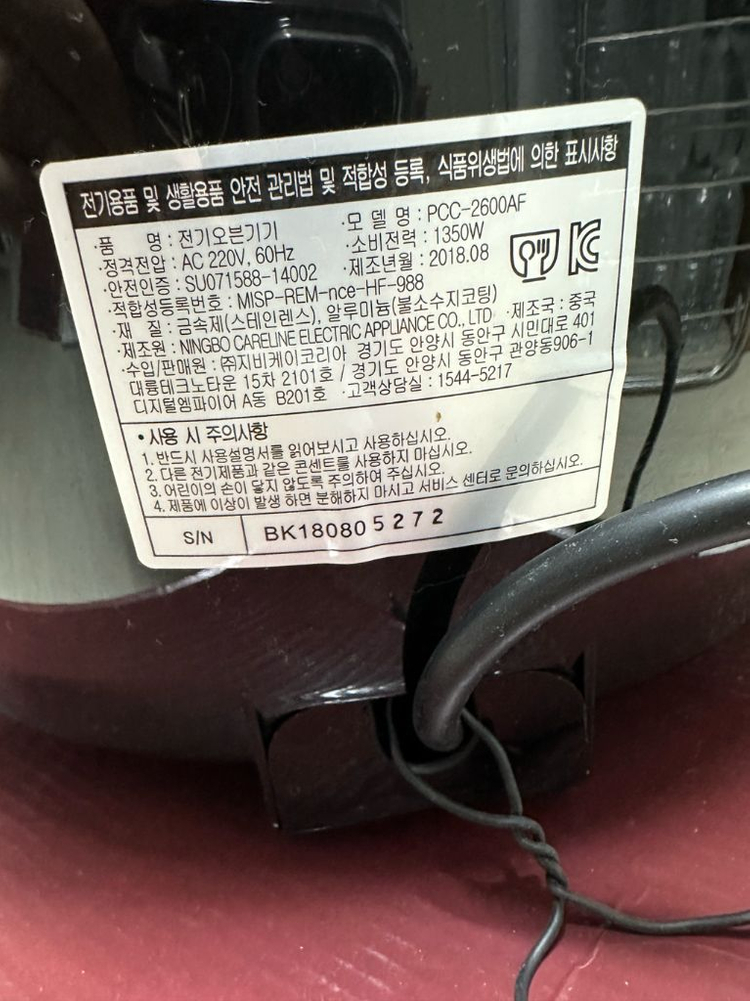 전기용품 및 생활용품 안전 관리법 및 적합성 등록, 식품위생법에 의한 표시사항
·품 명 : 전기오븐기기 ·모 델 명 : PCC-2600AF
·정격전압 : AC 220V, 60Hz ·소비전력 : 1350W
·안전인증 : SU071588-14002 ·제조년월 : 2018.08
·적합성등록번호 : MISP-REM-nce-HF-988
·재 질 : 금속제(스테인렌스), 알루미늄(불소수지코팅)
·제조원 : NINGBO CARELINE ELECTRIC APPLIANCE CO., LTD ·제조국 : 중국
·수입/판매원 : ㈜지비케이코리아 경기도 안양시 동안구 시민대로 401
대륭테크노타운 15차 2101호 / 경기도 안양시 동안구 관양동906-1
디지털엠파이어 A동 B201호 ·고객상담실 : 1544-5217
• 사용 시 주의사항
1. 반드시 사용설명서를 읽어보시고 사용하십시오.
2. 다른 전기제품과 같은 콘센트를 사용하지 마십시오.
3. 어린이의 손이 닿지 않도록 주의하여 주십시오.
4. 제품에 이상이 발생 하면 분해하지 마시고 서비스 센터로 문의하십시오.
S/N BK180805272